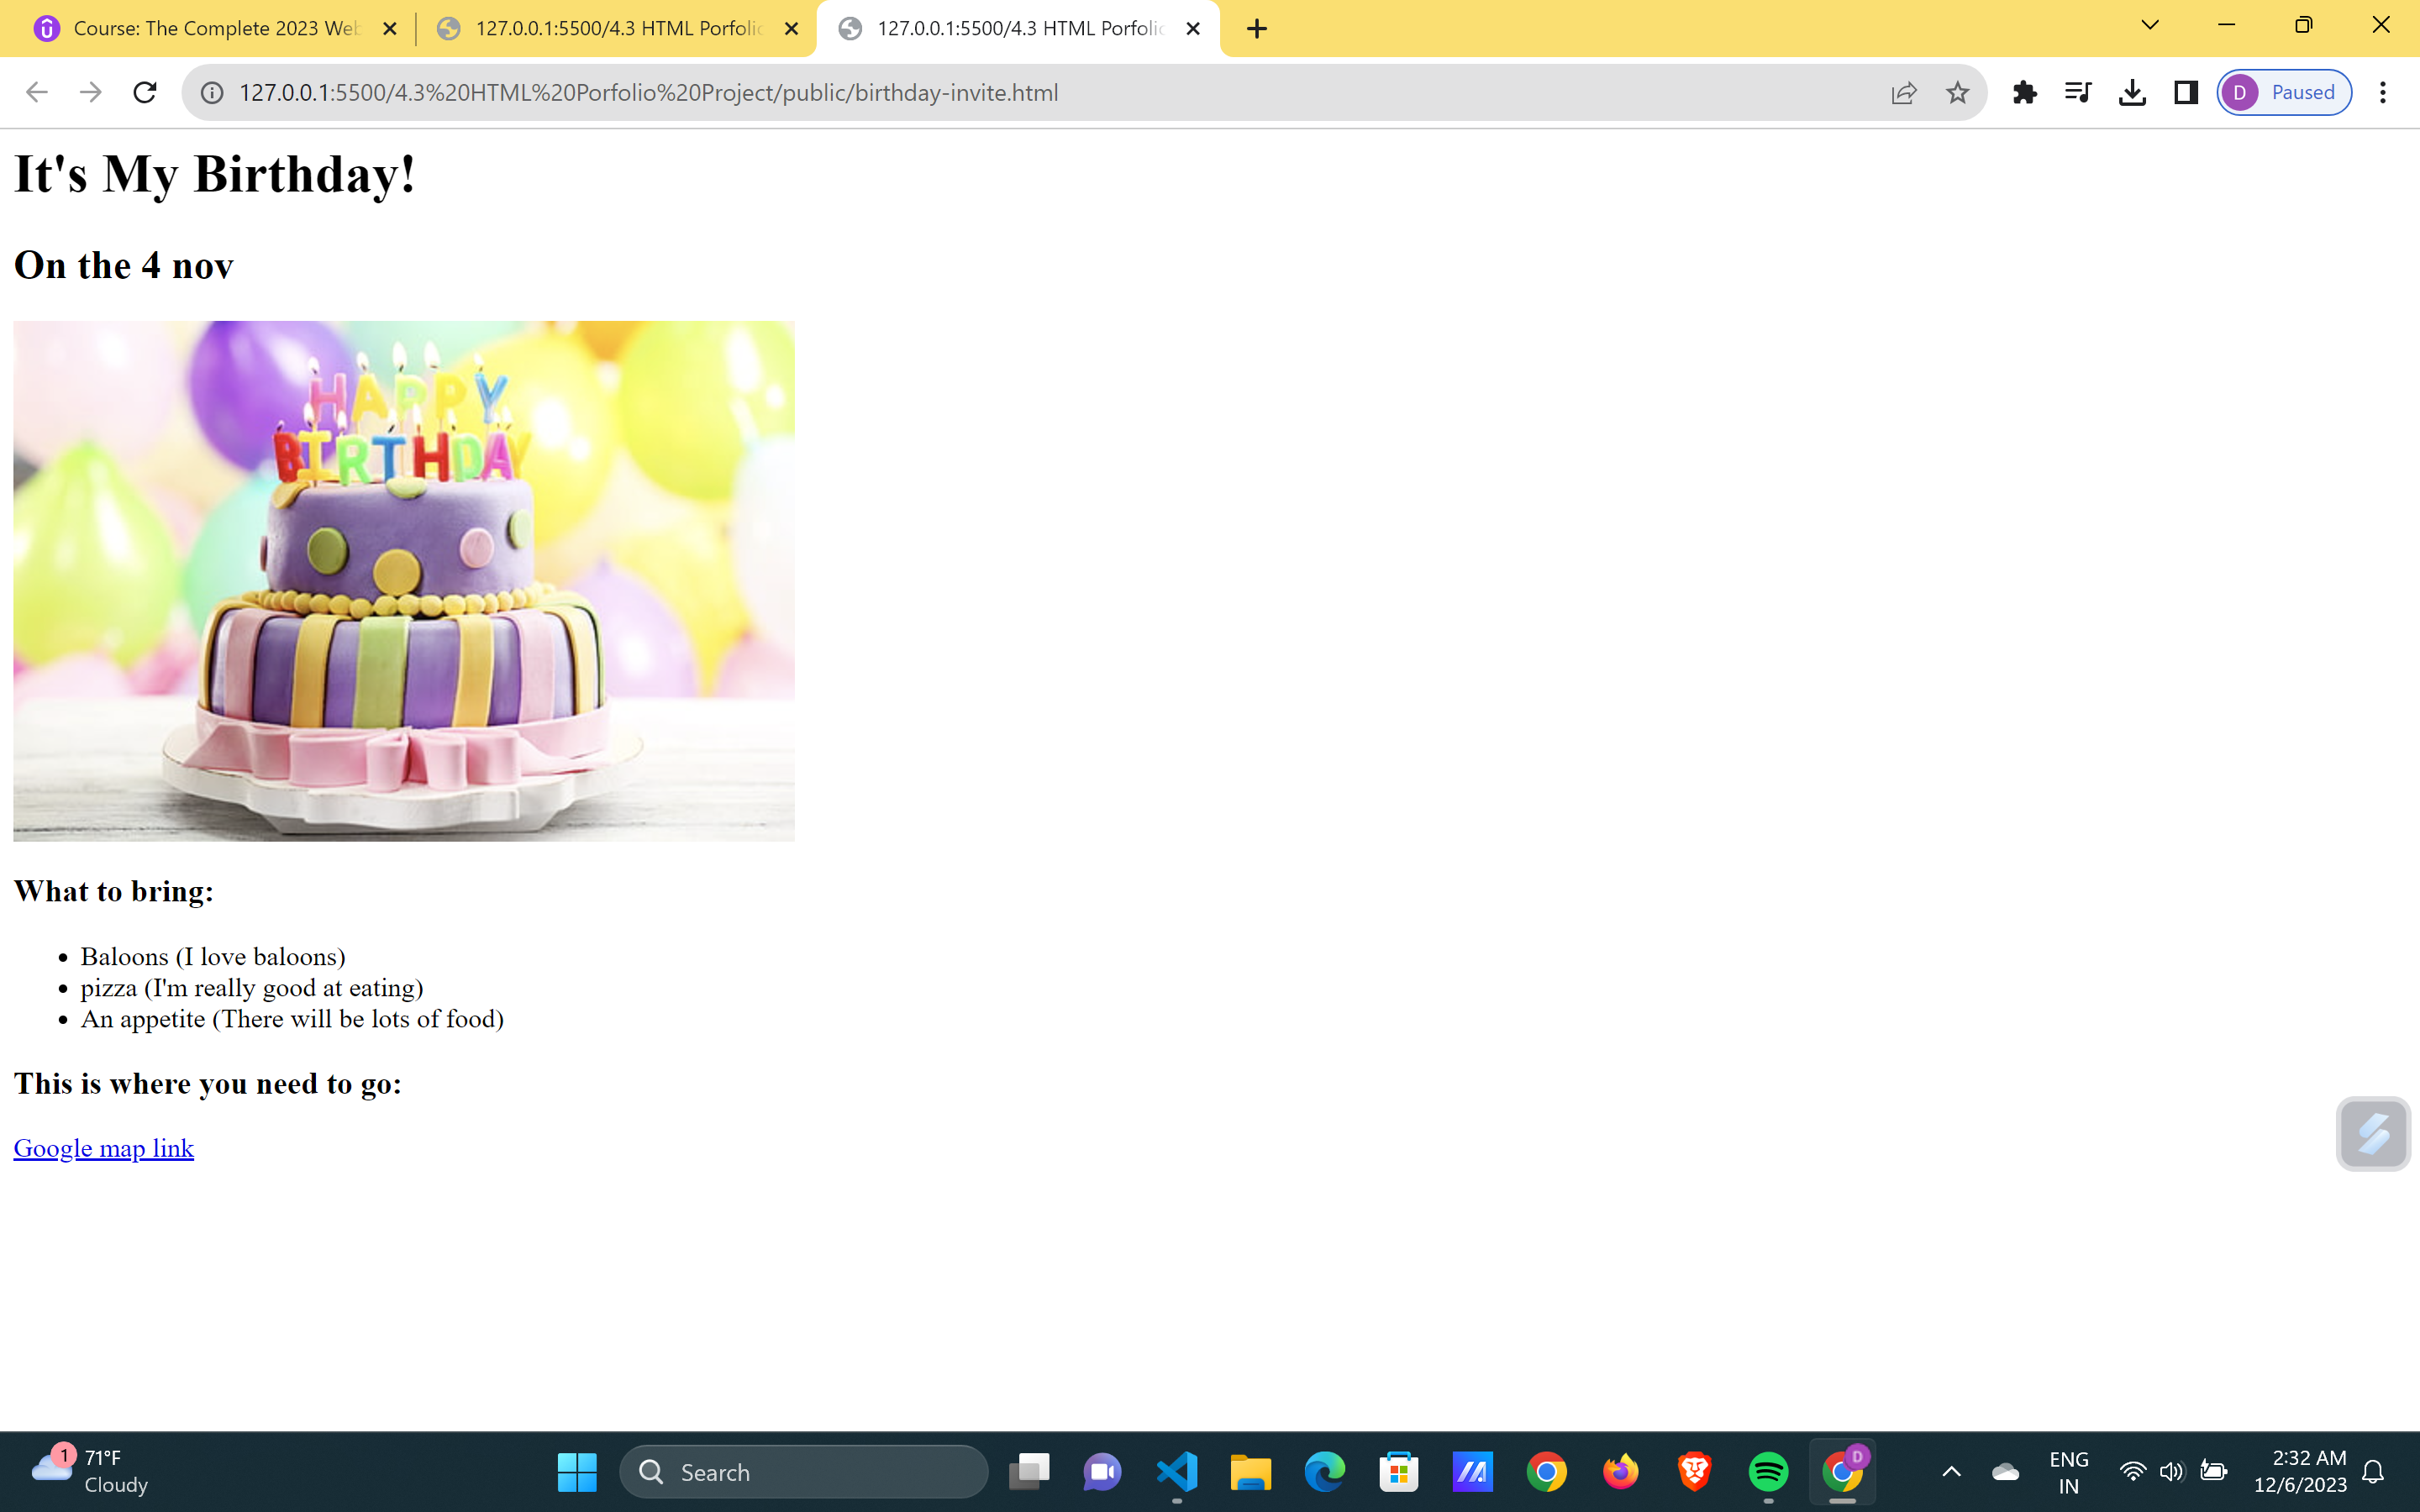 Course: The Complete 2023 Web
127.0.0.1:5500/4.3 HTML Porfolio
127.0.0.1:5500/4.3 HTML Porfolio
127.0.0.1:5500/4.3%20HTML%20Porfolio%20Project/public/birthday-invite.html
D Paused
It's My Birthday!
On the 4 nov
HAPPY
BIRTHDAY
What to bring:
Baloons (I love baloons)
pizza (I'm really good at eating)
An appetite (There will be lots of food)
This is where you need to go:
Google map link
1
71°F
Cloudy
Search
D
ENG
IN
2:32 AM
12/6/2023